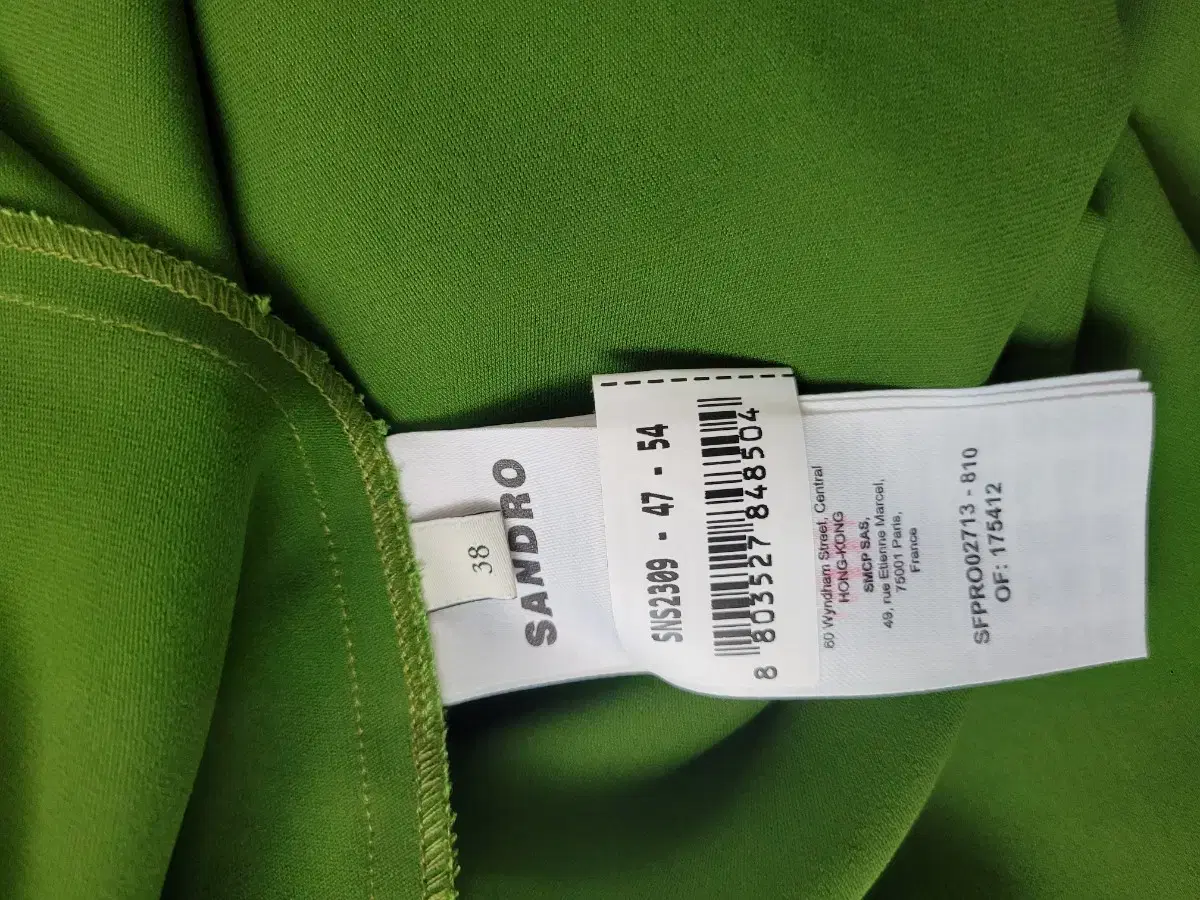 38
SANDRO
SNS2309 - 47 - 54
8 803527 848504
60 Wyndham Street, Central
HONG-KONG
SMCP SAS,
49, rue Etienne Marcel,
75001 Paris,
France
SFPRO02713 - 810
OF: 175412